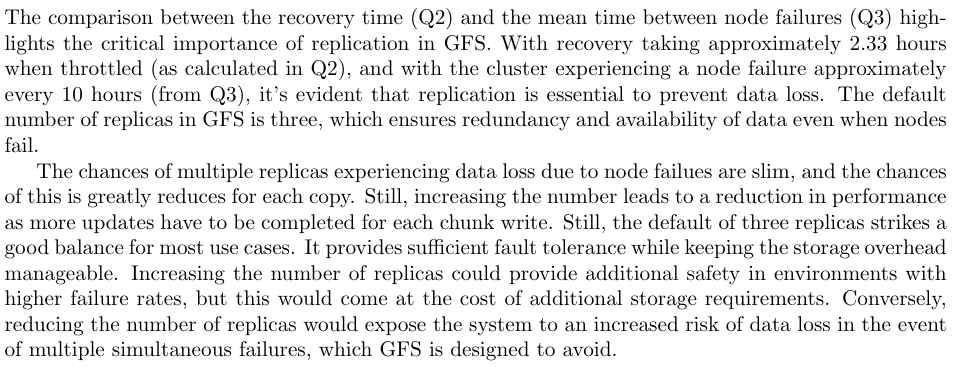 The comparison between the recovery time (Q2) and the mean time between node failures (Q3) high-
lights the critical importance of replication in GFS. With recovery taking approximately 2.33 hours
when throttled (as calculated in Q2), and with the cluster experiencing a node failure approximately
every 10 hours (from Q3), it's evident that replication is essential to prevent data loss. The default
number of replicas in GFS is three, which ensures redundancy and availability of data even when nodes
fail.
The chances of multiple replicas experiencing data loss due to node failues are slim, and the chances
of this is greatly reduces for each copy. Still, increasing the number leads to a reduction in performance
as more updates have to be completed for each chunk write. Still, the default of three replicas strikes a
good balance for most use cases. It provides sufficient fault tolerance while keeping the storage overhead
manageable. Increasing the number of replicas could provide additional safety in environments with
higher failure rates, but this would come at the cost of additional storage requirements. Conversely,
reducing the number of replicas would expose the system to an increased risk of data loss in the event
of multiple simultaneous failures, which GFS is designed to avoid.